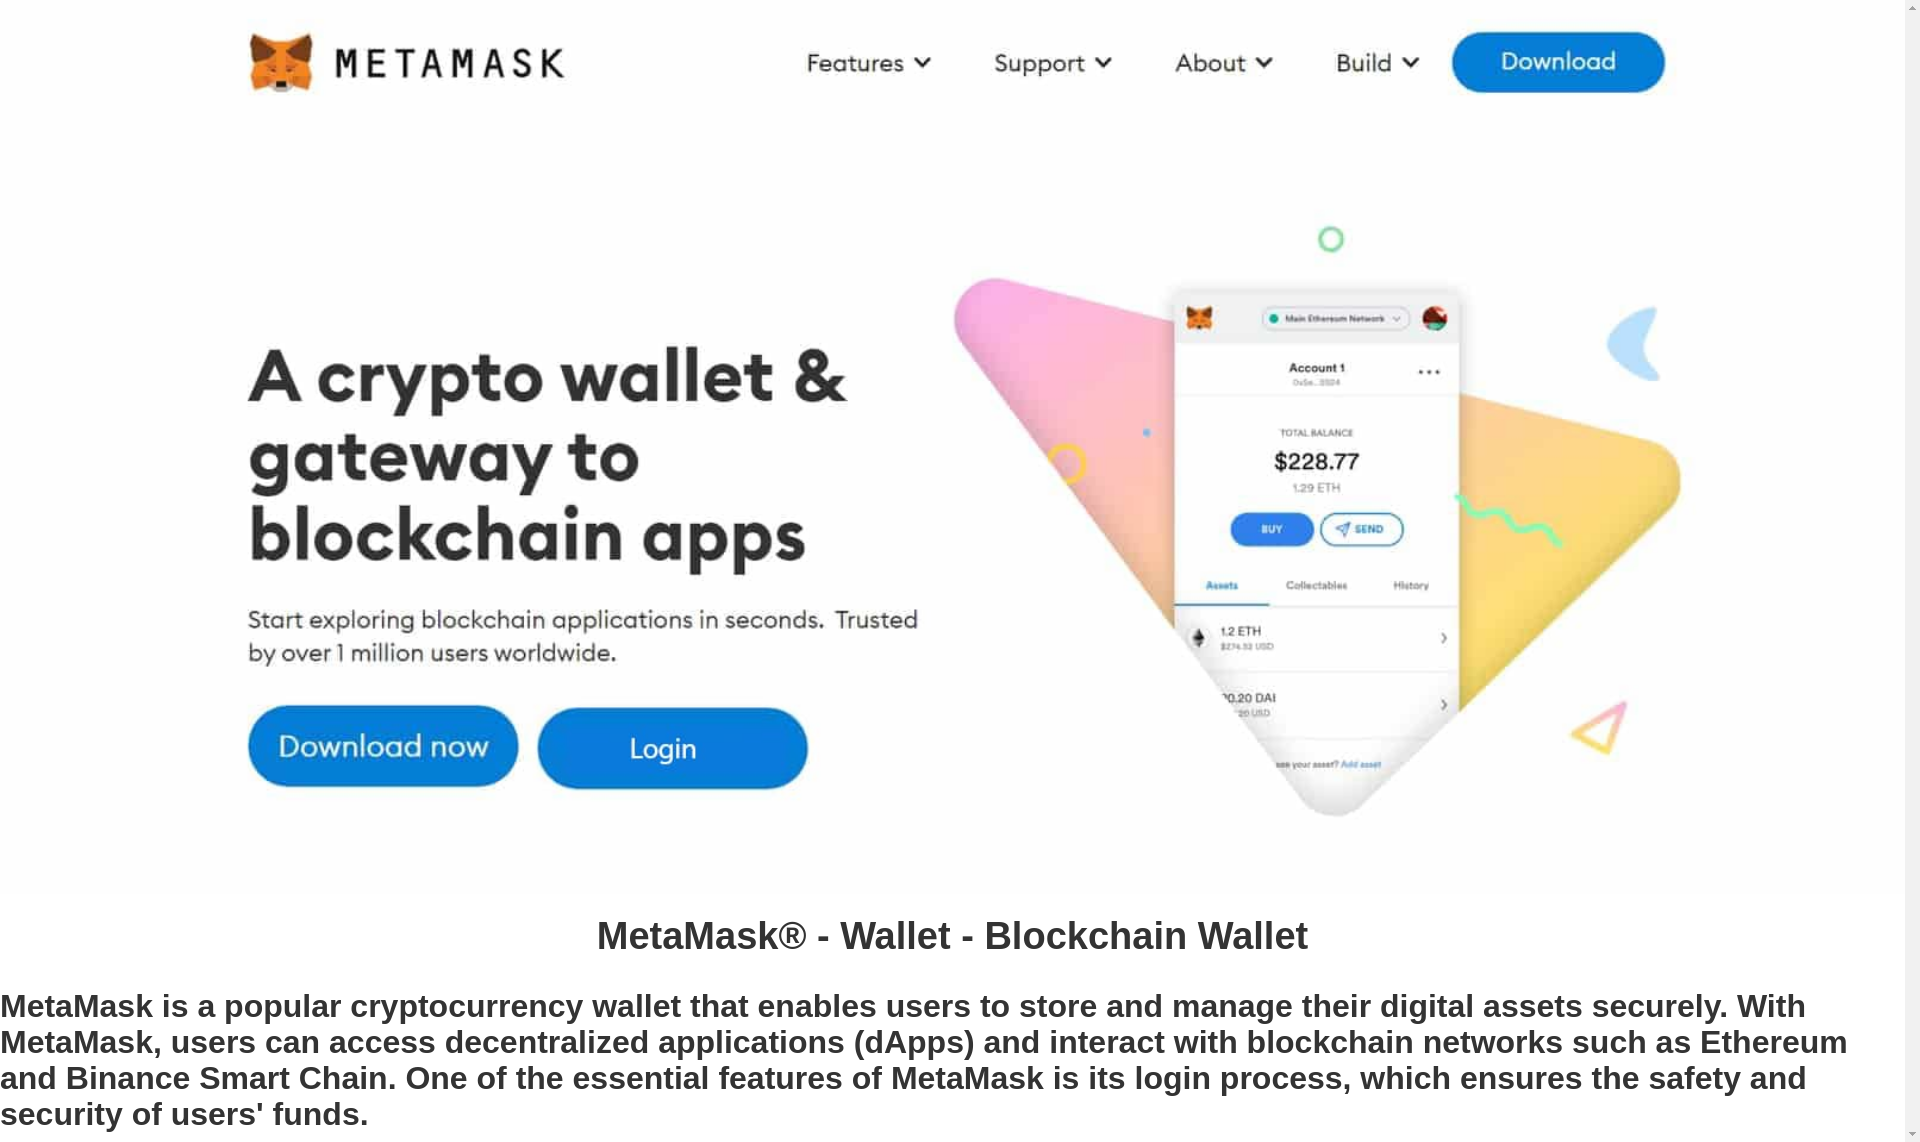 METAMASK
Features
Support
About
Build
Download
A crypto wallet &
gateway to
blockchain apps
Start exploring blockchain applications in seconds. Trusted
by over 1 million users worldwide.
Download now
Login
Main Ethereum Network
Account 1
TOTAL BALANCE
$228.77
1.29 ETH
BUY
SEND
Assets
Collectables
History
1.2 ETH
$274.52 USD
0.20 DAI
20 USD
see your asset? Add asset
MetaMask® - Wallet - Blockchain Wallet
MetaMask is a popular cryptocurrency wallet that enables users to store and manage their digital assets securely. With
MetaMask, users can access decentralized applications (dApps) and interact with blockchain networks such as Ethereum
and Binance Smart Chain. One of the essential features of MetaMask is its login process, which ensures the safety and
security of users' funds.